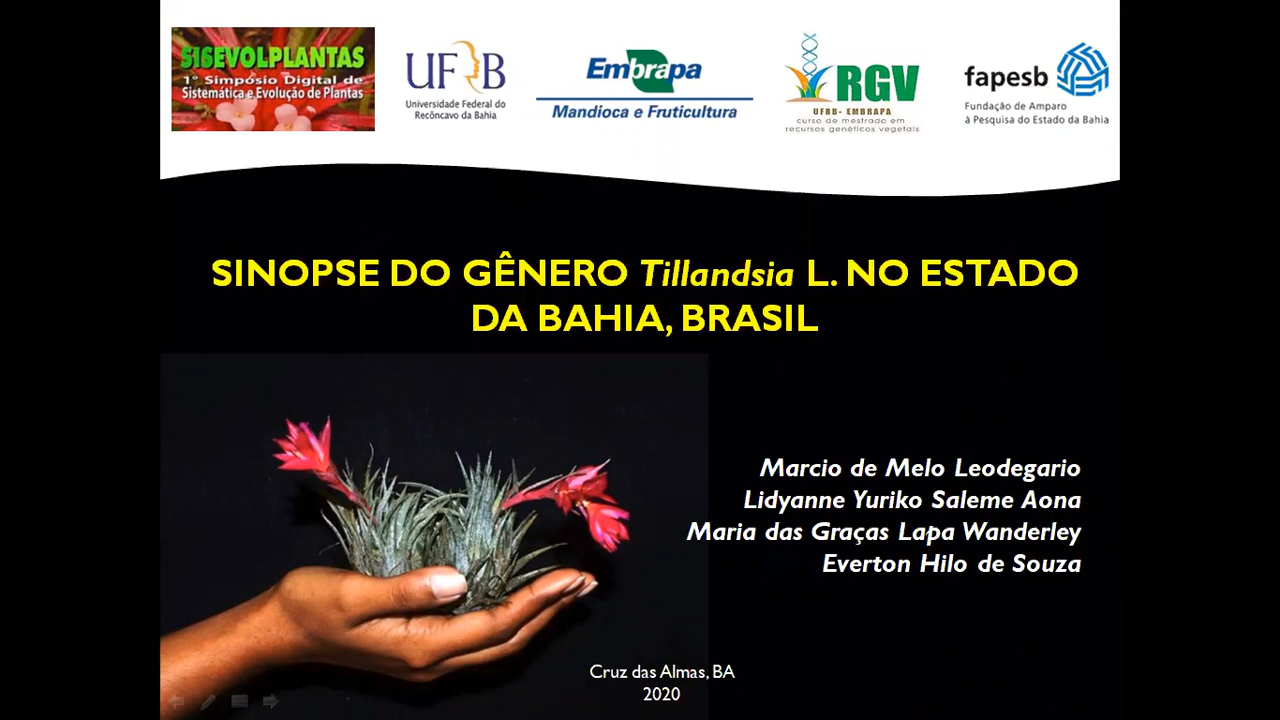 SISEVOLPLANTAS
1º Simpósio Digital de
Sistemática e Evolução de Plantas
UFRB
Universidade Federal do
Recôncavo da Bahia
Embrapa
Mandioca e Fruticultura
RGV
UFRB- EMBRAPA
curso de mestrado em
recursos genéticos vegetais
fapesb
Fundação de Amparo
à Pesquisa do Estado da Bahia
SINOPSE DO GÊNERO Tillandsia L. NO ESTADO
DA BAHIA, BRASIL
Marcio de Melo Leodegario
Lidyanne Yuriko Saleme Aona
Maria das Graças Lapa Wanderley
Everton Hilo de Souza
Cruz das Almas, BA
2020